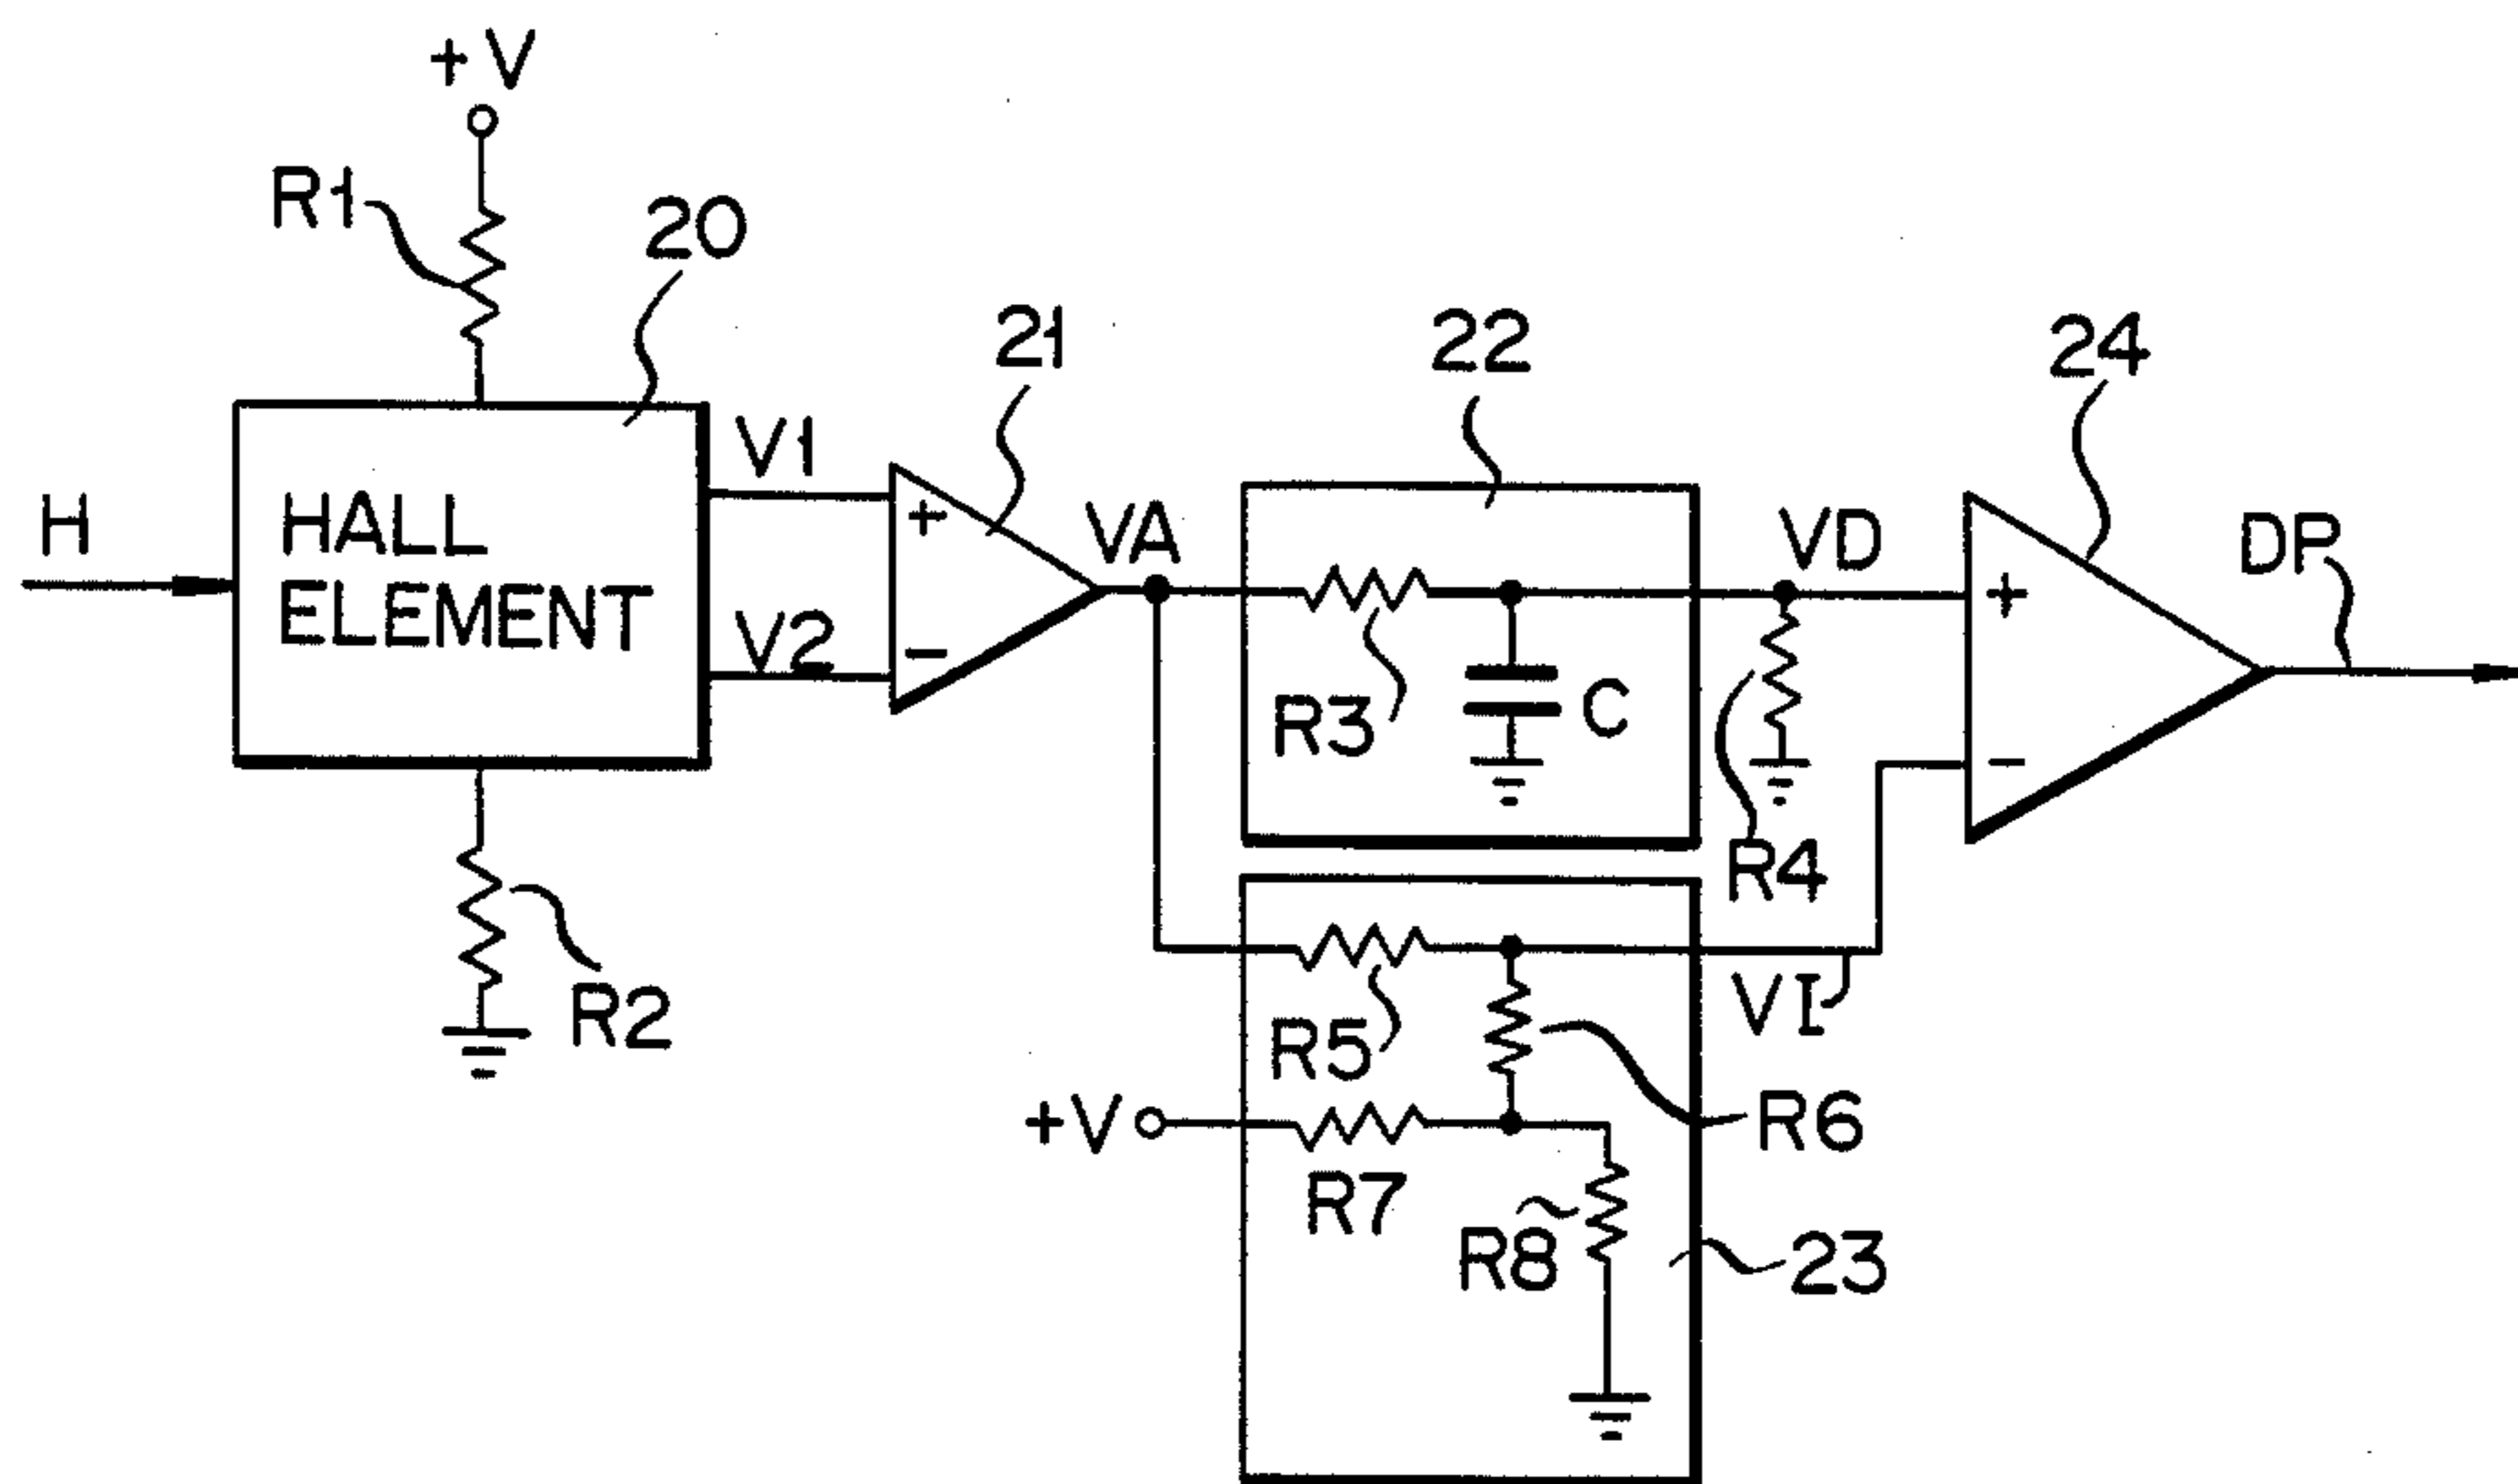 +V
R1
20
21
22
24
H
HALL
ELEMENT
V1
V2
+
−
VA
R3
C
VD
R4
+
−
DP
R2
R5
VI
R6
+V
R7
R8
23